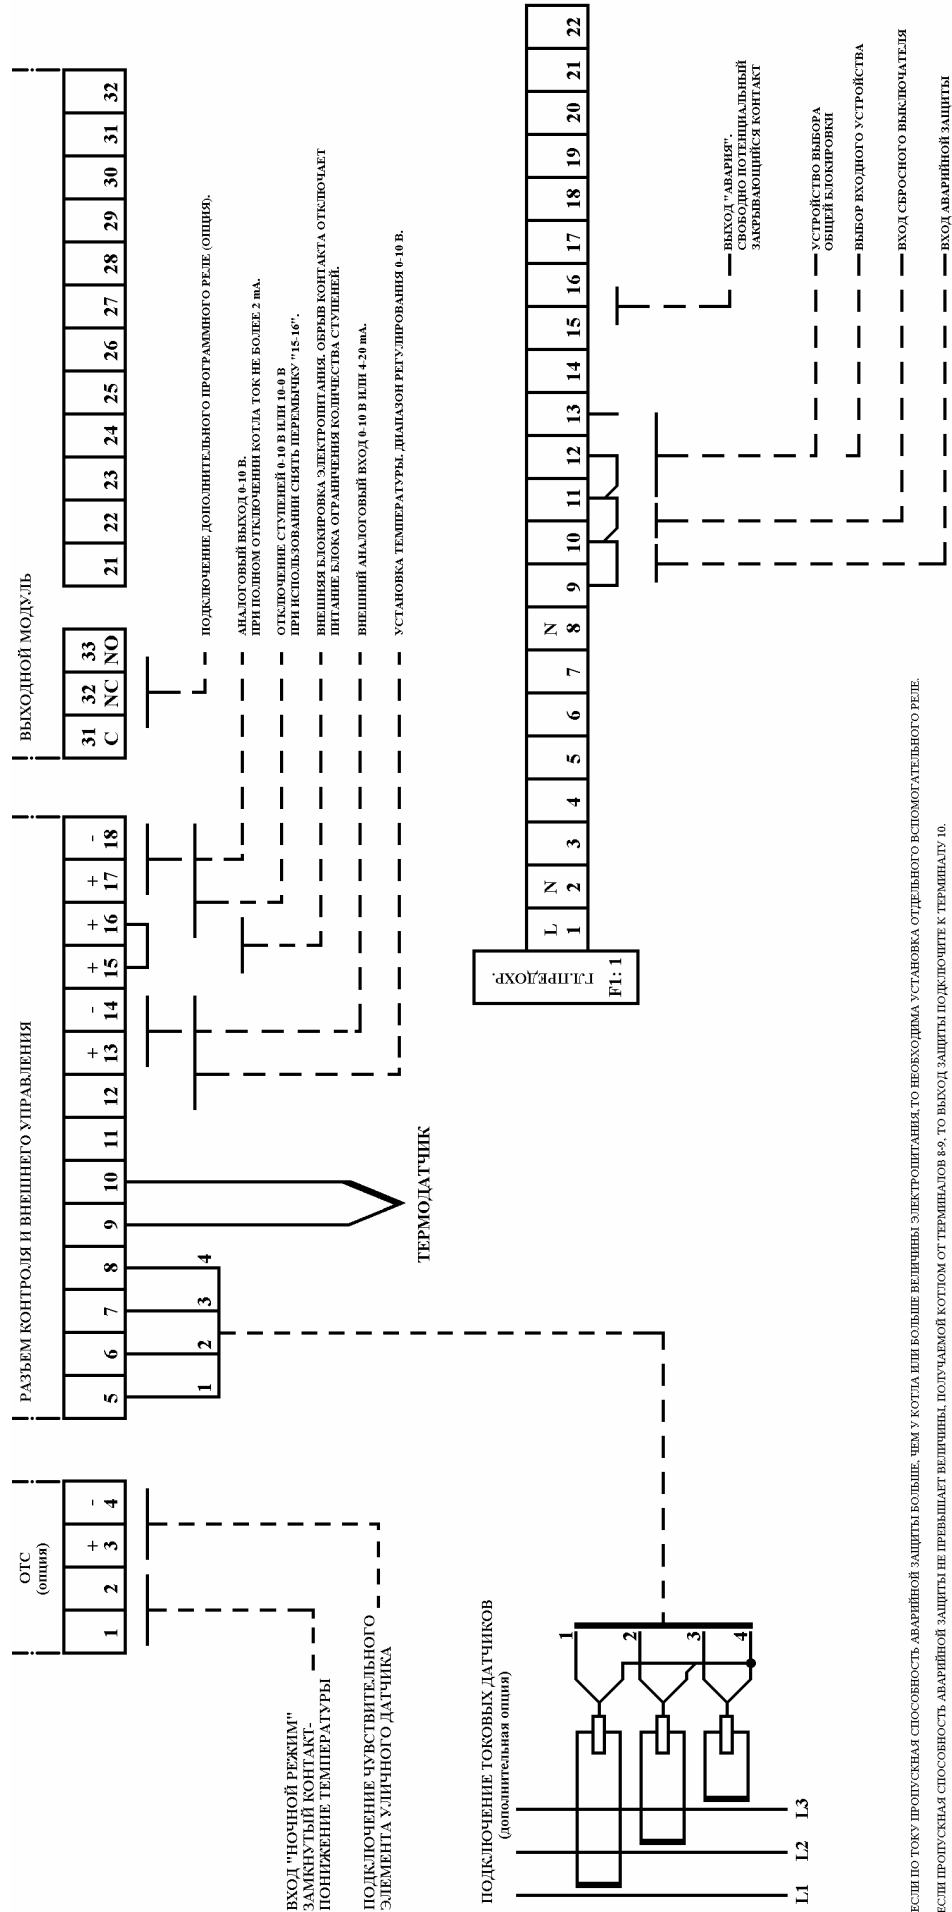 ОТС
(опция)
1 2 3 4
+ -
РАЗЬЕМ КОНТРОЛЯ И ВНЕШНЕГО УПРАВЛЕНИЯ
+ - + + + -
5 6 7 8 9 10 11 12 13 14 15 16 17 18
1 2 3 4
ВЫХОДНОЙ МОДУЛЬ
31 32 33
C NC NO
21 22 23 24 25 26 27 28 29 30 31 32
ПОДКЛЮЧЕНИЕ ДОПОЛНИТЕЛЬНОГО ПРОГРАММНОГО РЕЛЕ (ОПЦИЯ).
АНАЛОГОВЫЙ ВЫХОД 0-10 В.
ПРИ ПОЛНОМ ОТКЛЮЧЕНИИ КОТЛА ТОК НЕ БОЛЕЕ 2 mA.
ОТКЛЮЧЕНИЕ СТУПЕНЕЙ 0-10 В ИЛИ 10-0 В
ПРИ ИСПОЛЬЗОВАНИИ СНЯТЬ ПЕРЕМЫЧКУ "15-16".
ВНЕШНЯЯ БЛОКИРОВКА ЭЛЕКТРОПИТАНИЯ. ОБРЫВ КОНТАКТА ОТКЛЮЧАЕТ
ПИТАНИЕ БЛОКА ОГРАНИЧЕНИЯ КОЛИЧЕСТВА СТУПЕНЕЙ.
ВНЕШНИЙ АНАЛОГОВЫЙ ВХОД 0-10 В ИЛИ 4-20 mA.
УСТАНОВКА ТЕМПЕРАТУРЫ. ДИАПАЗОН РЕГУЛИРОВАНИЯ 0-10 В.
ТЕРМОДАТЧИК
ВХОД "НОЧНОЙ РЕЖИМ"
ЗАМКНУТЫЙ КОНТАКТ-
ПОНИЖЕНИЕ ТЕМПЕРАТУРЫ
ПОДКЛЮЧЕНИЕ ЧУВСТВИТЕЛЬНОГО
ЭЛЕМЕНТА УЛИЧНОГО ДАТЧИКА
ПОДКЛЮЧЕНИЕ ТОКОВЫХ ДАТЧИКОВ
(дополнительная опция)
1
2
3
4
L1 L2 L3
ГЛ.ПРЕДОХР.
F1: 1
L N N
1 2 3 4 5 6 7 8 9 10 11 12 13 14 15 16 17 18 19 20 21 22
ВЫХОД "АВАРИЯ".
СВОБОДНО ПОТЕНЦИАЛЬНЫЙ
ЗАКРЫВАЮЩИЙСЯ КОНТАКТ
УСТРОЙСТВО ВЫБОРА
ОБЩЕЙ БЛОКИРОВКИ
ВЫБОР ВХОДНОГО УСТРОЙСТВА
ВХОД СБРОСНОГО ВЫКЛЮЧАТЕЛЯ
ВХОД АВАРИЙНОЙ ЗАЩИТЫ
ЕСЛИ ПО ТОКУ ПРОПУСКНАЯ СПОСОБНОСТЬ АВАРИЙНОЙ ЗАЩИТЫ БОЛЬШЕ, ЧЕМ У КОТЛА ИЛИ БОЛЬШЕ ВЕЛИЧИНЫ ЭЛЕКТРОПИТАНИЯ,ТО НЕОБХОДИМА УСТАНОВКА ОТДЕЛЬНОГО ВСПОМОГАТЕЛЬНОГО РЕЛЕ.
ЕСЛИ ПРОПУСКНАЯ СПОСОБНОСТЬ АВАРИЙНОЙ ЗАЩИТЫ НЕ ПРЕВЫШАЕТ ВЕЛИЧИНЫ, ПОЛУЧАЕМОЙ КОТЛОМ ОТ ТЕРМИНАЛОВ 8-9, ТО ВЫХОД ЗАЩИТЫ ПОДКЛЮЧИТЕ К ТЕРМИНАЛУ 10.